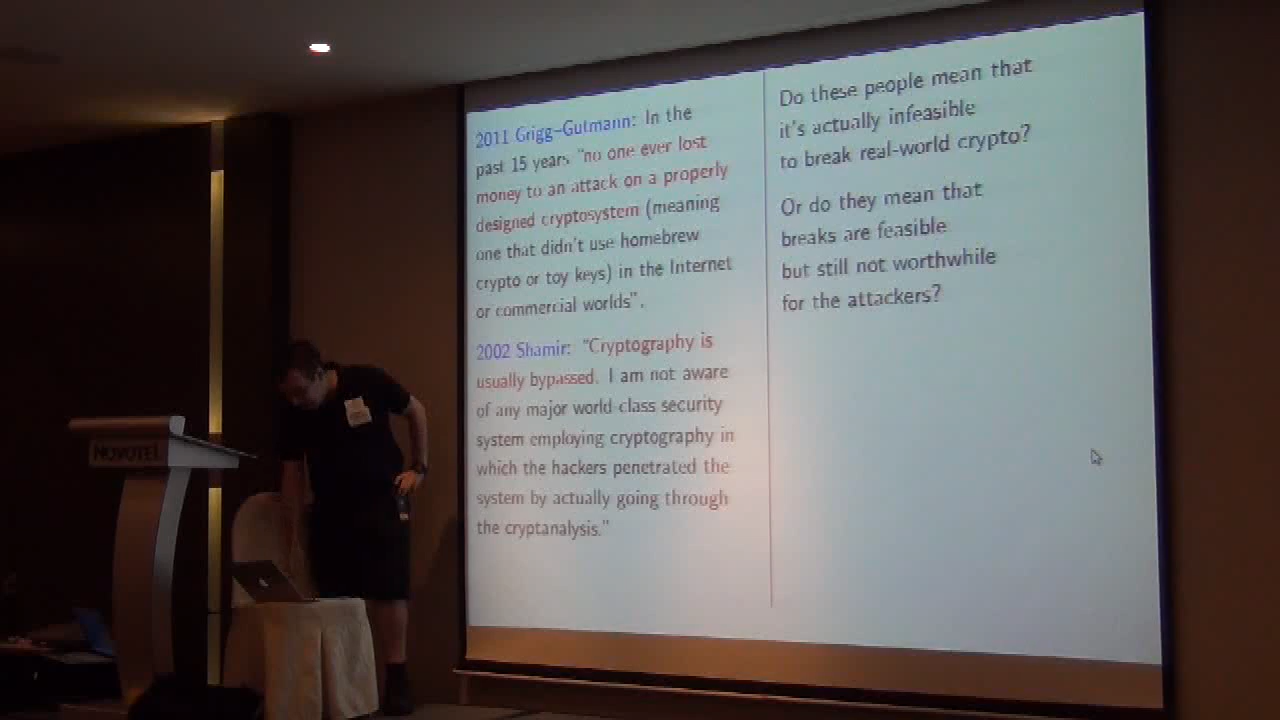 NOVOTEL
2011 Grigg–Gutmann: In the
past 15 years "no one ever lost
money to an attack on a properly
designed cryptosystem (meaning
one that didn't use homebrew
crypto or toy keys) in the Internet
or commercial worlds".
2002 Shamir: "Cryptography is
usually bypassed. I am not aware
of any major world class security
system employing cryptography in
which the hackers penetrated the
system by actually going through
the cryptanalysis."
Do these people mean that
it's actually infeasible
to break real-world crypto?
Or do they mean that
breaks are feasible
but still not worthwhile
for the attackers?